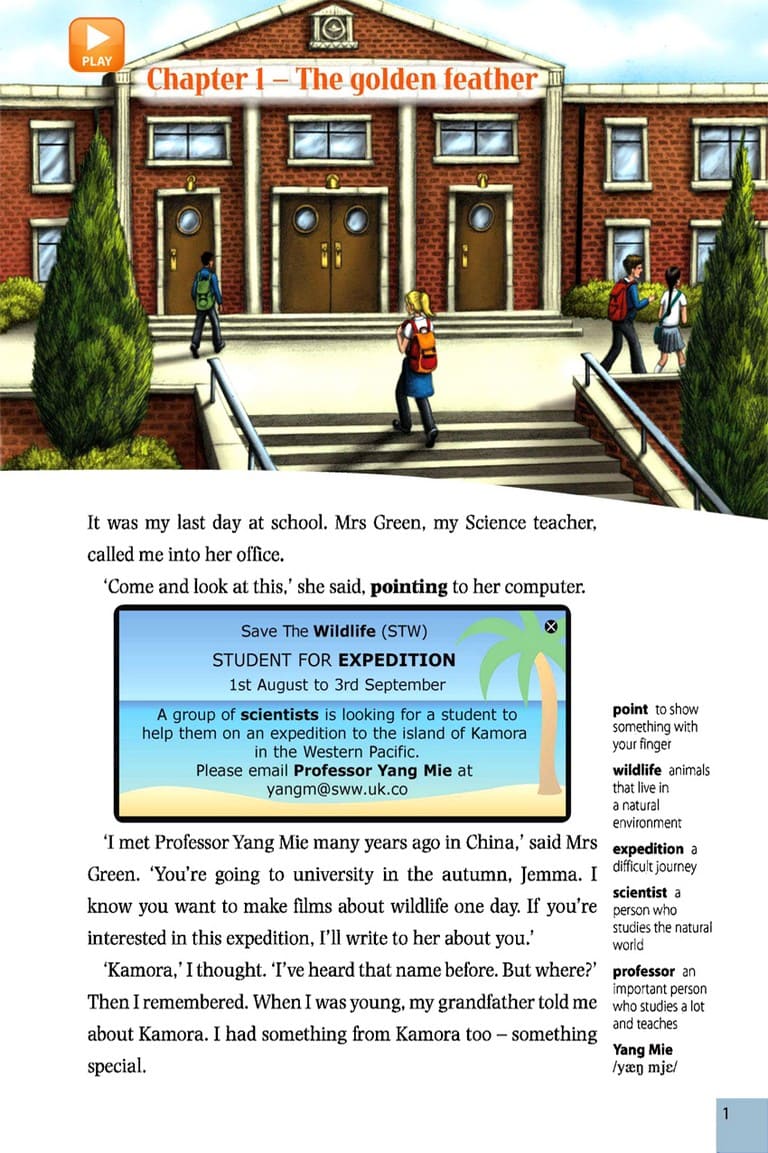 PLAY
Chapter 1 – The golden feather
It was my last day at school. Mrs Green, my Science teacher,
called me into her office.
‘Come and look at this,’ she said, pointing to her computer.
Save The Wildlife (STW)
STUDENT FOR EXPEDITION
1st August to 3rd September
A group of scientists is looking for a student to
help them on an expedition to the island of Kamora
in the Western Pacific.
Please email Professor Yang Mie at
yangm@sww.uk.co
‘I met Professor Yang Mie many years ago in China,’ said Mrs
Green. ‘You’re going to university in the autumn, Jemma. I
know you want to make films about wildlife one day. If you’re
interested in this expedition, I’ll write to her about you.’
‘Kamora,’ I thought. ‘I’ve heard that name before. But where?’
Then I remembered. When I was young, my grandfather told me
about Kamora. I had something from Kamora too – something
special.
point to show
something with
your finger
wildlife animals
that live in
a natural
environment
expedition a
difficult journey
scientist a
person who
studies the natural
world
professor an
important person
who studies a lot
and teaches
Yang Mie
/yæŋ mjɛ/
1